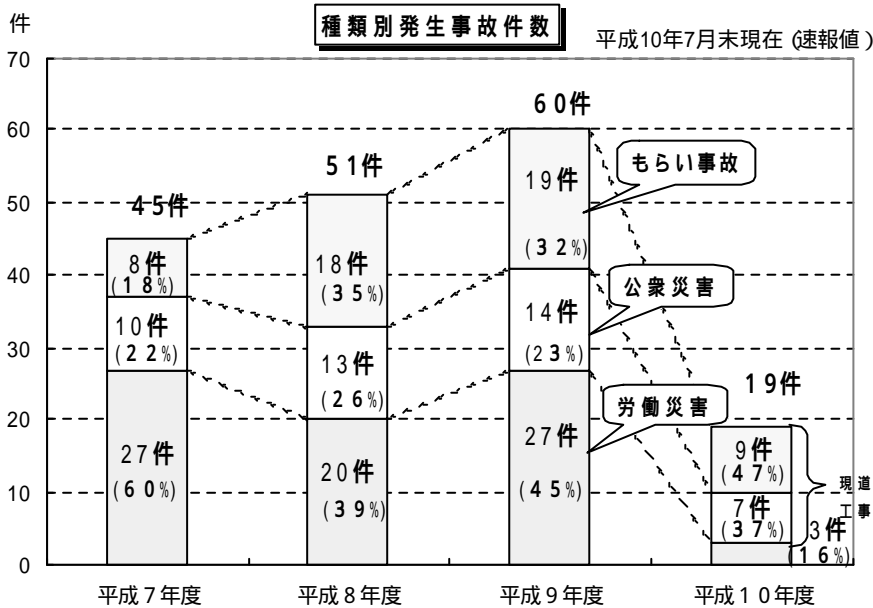 件
種類別発生事故件数
平成10年7月末現在（速報値）
70
60
50
40
30
20
10
0
45件
8件
(18%)
10件
(22%)
27件
(60%)
51件
18件
(35%)
13件
(26%)
20件
(39%)
60件
19件
(32%)
14件
(23%)
27件
(45%)
もらい事故
公衆災害
労働災害
19件
9件
(47%)
7件
(37%)
3件
(16%)
現道
工事
平成７年度
平成８年度
平成９年度
平成１０年度